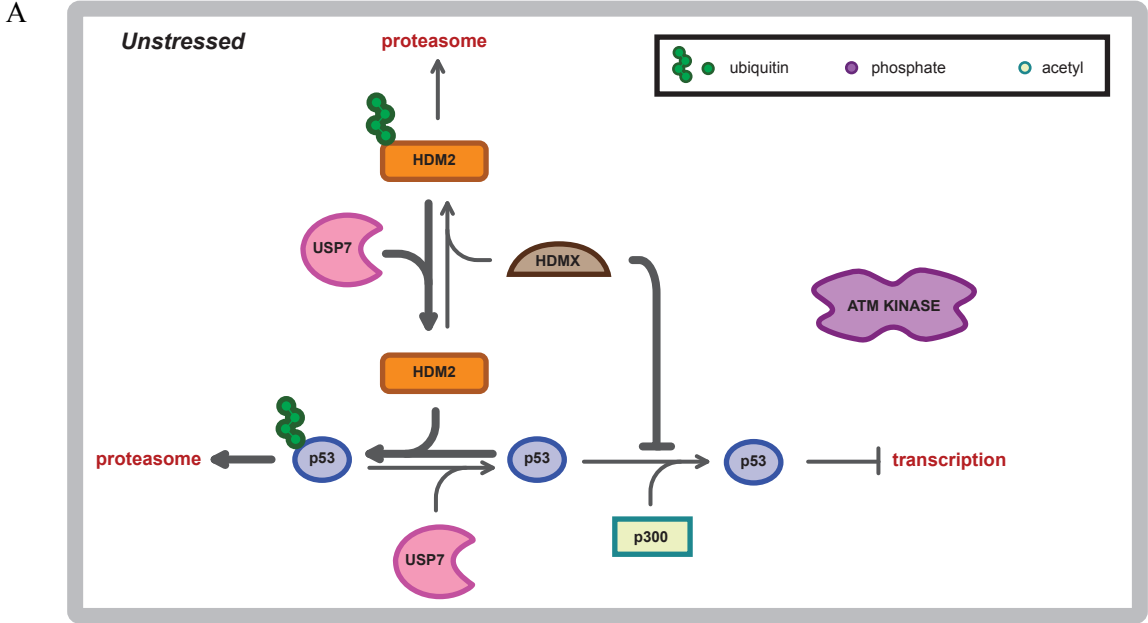 A
Unstressed
proteasome
ubiquitin
phosphate
acetyl
HDM2
USP7
HDMX
ATM KINASE
HDM2
proteasome
p53
p53
p53
transcription
USP7
p300